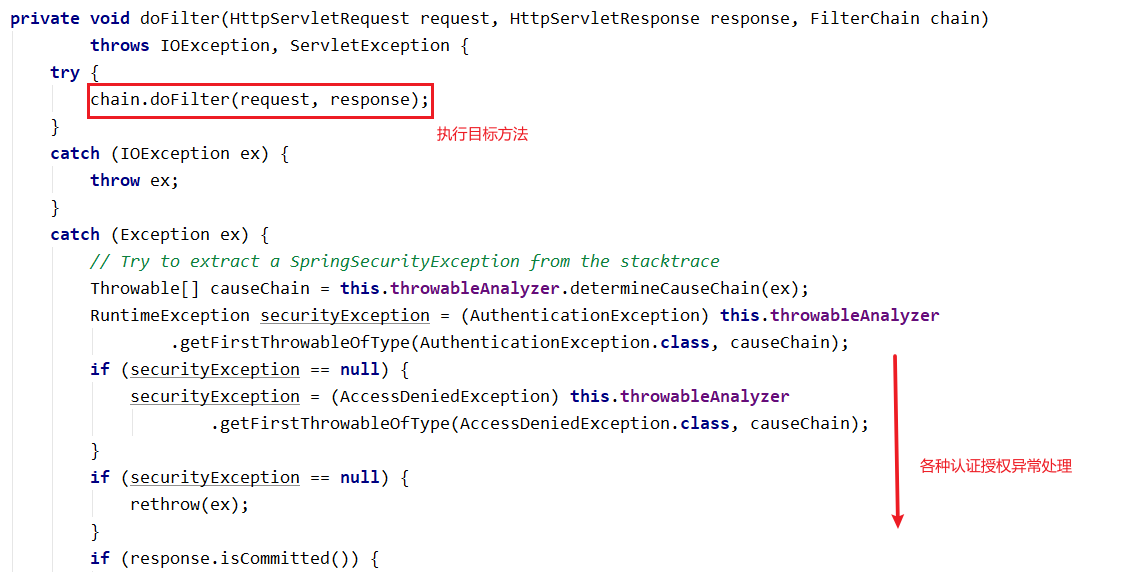 private void doFilter(HttpServletRequest request, HttpServletResponse response, FilterChain chain)
        throws IOException, ServletException {
    try {
        chain.doFilter(request, response);
    }
执行目标方法
    catch (IOException ex) {
        throw ex;
    }
    catch (Exception ex) {
        // Try to extract a SpringSecurityException from the stacktrace
        Throwable[] causeChain = this.throwableAnalyzer.determineCauseChain(ex);
        RuntimeException securityException = (AuthenticationException) this.throwableAnalyzer
                .getFirstThrowableOfType(AuthenticationException.class, causeChain);
        if (securityException == null) {
            securityException = (AccessDeniedException) this.throwableAnalyzer
                    .getFirstThrowableOfType(AccessDeniedException.class, causeChain);
        }
各种认证授权异常处理
        if (securityException == null) {
            rethrow(ex);
        }
        if (response.isCommitted()) {